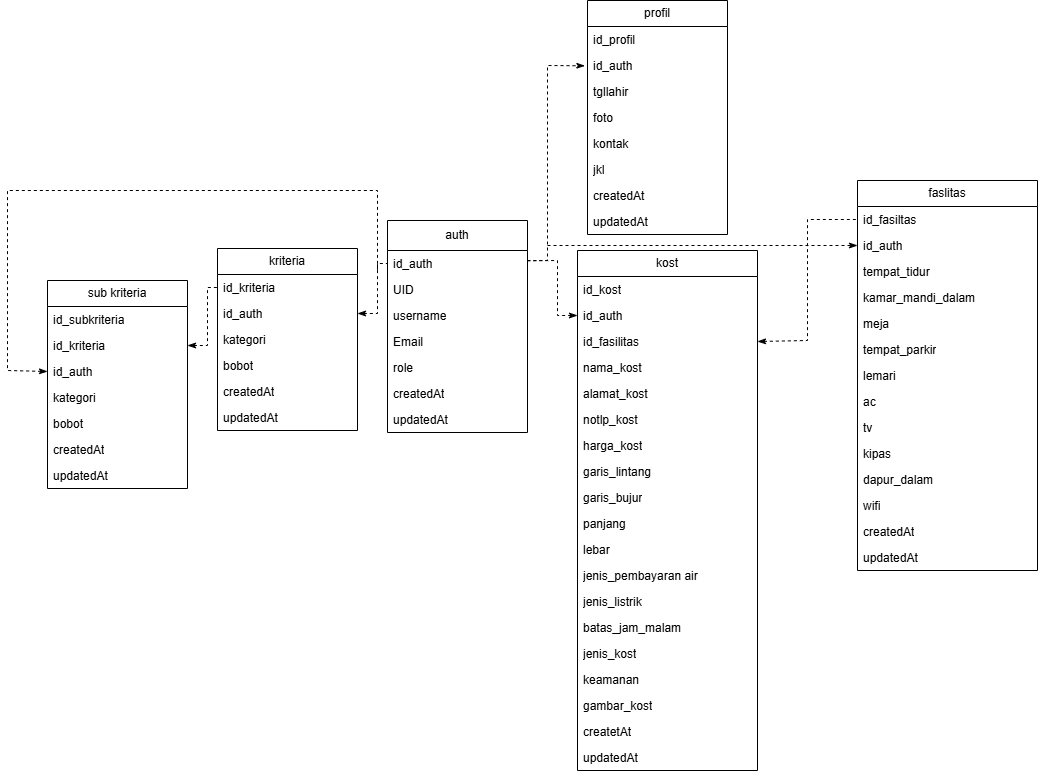 profil
id_profil
id_auth
tgllahir
foto
kontak
jkl
createdAt
updatedAt
faslitas
id_fasiltas
id_auth
tempat_tidur
kamar_mandi_dalam
meja
tempat_parkir
lemari
ac
tv
kipas
dapur_dalam
wifi
createdAt
updatedAt
auth
id_auth
UID
username
Email
role
createdAt
updatedAt
kriteria
id_kriteria
id_auth
kategori
bobot
createdAt
updatedAt
sub kriteria
id_subkriteria
id_kriteria
id_auth
kategori
bobot
createdAt
updatedAt
kost
id_kost
id_auth
id_fasilitas
nama_kost
alamat_kost
notlp_kost
harga_kost
garis_lintang
garis_bujur
panjang
lebar
jenis_pembayaran air
jenis_listrik
batas_jam_malam
jenis_kost
keamanan
gambar_kost
createtAt
updatedAt